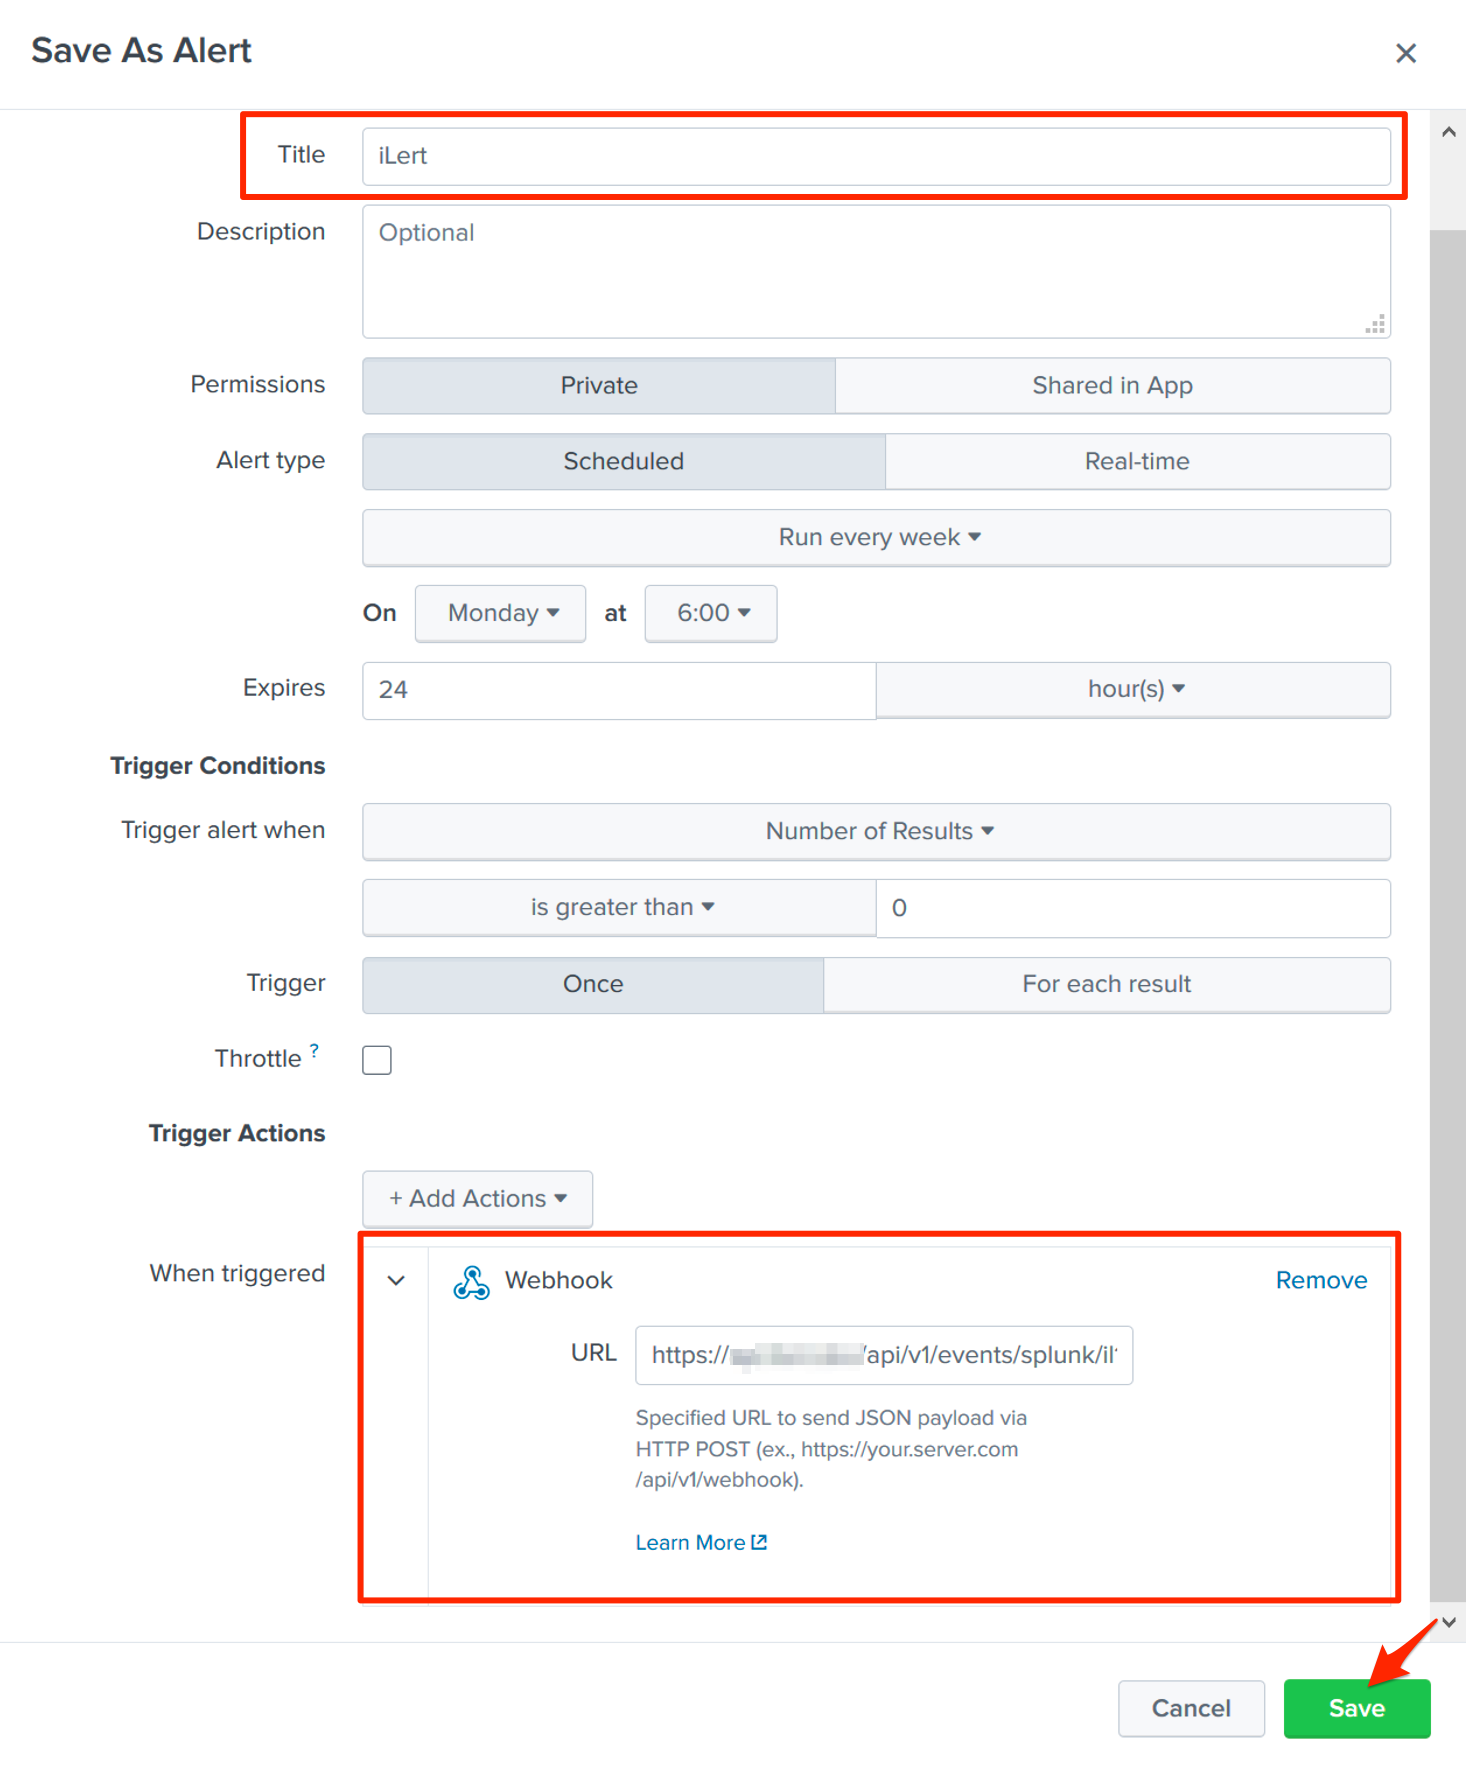 Save As Alert
Title iLert
Description Optional
Permissions Private Shared in App
Alert type Scheduled Real-time
Run every week
On Monday at 6:00
Expires 24 hour(s)
Trigger Conditions
Trigger alert when Number of Results
is greater than 0
Trigger Once For each result
Throttle ?
Trigger Actions
+ Add Actions
When triggered Webhook Remove
URL https:// /api/v1/events/splunk/il
Specified URL to send JSON payload via
HTTP POST (ex., https://your.server.com
/api/v1/webhook).
Learn More
Cancel Save